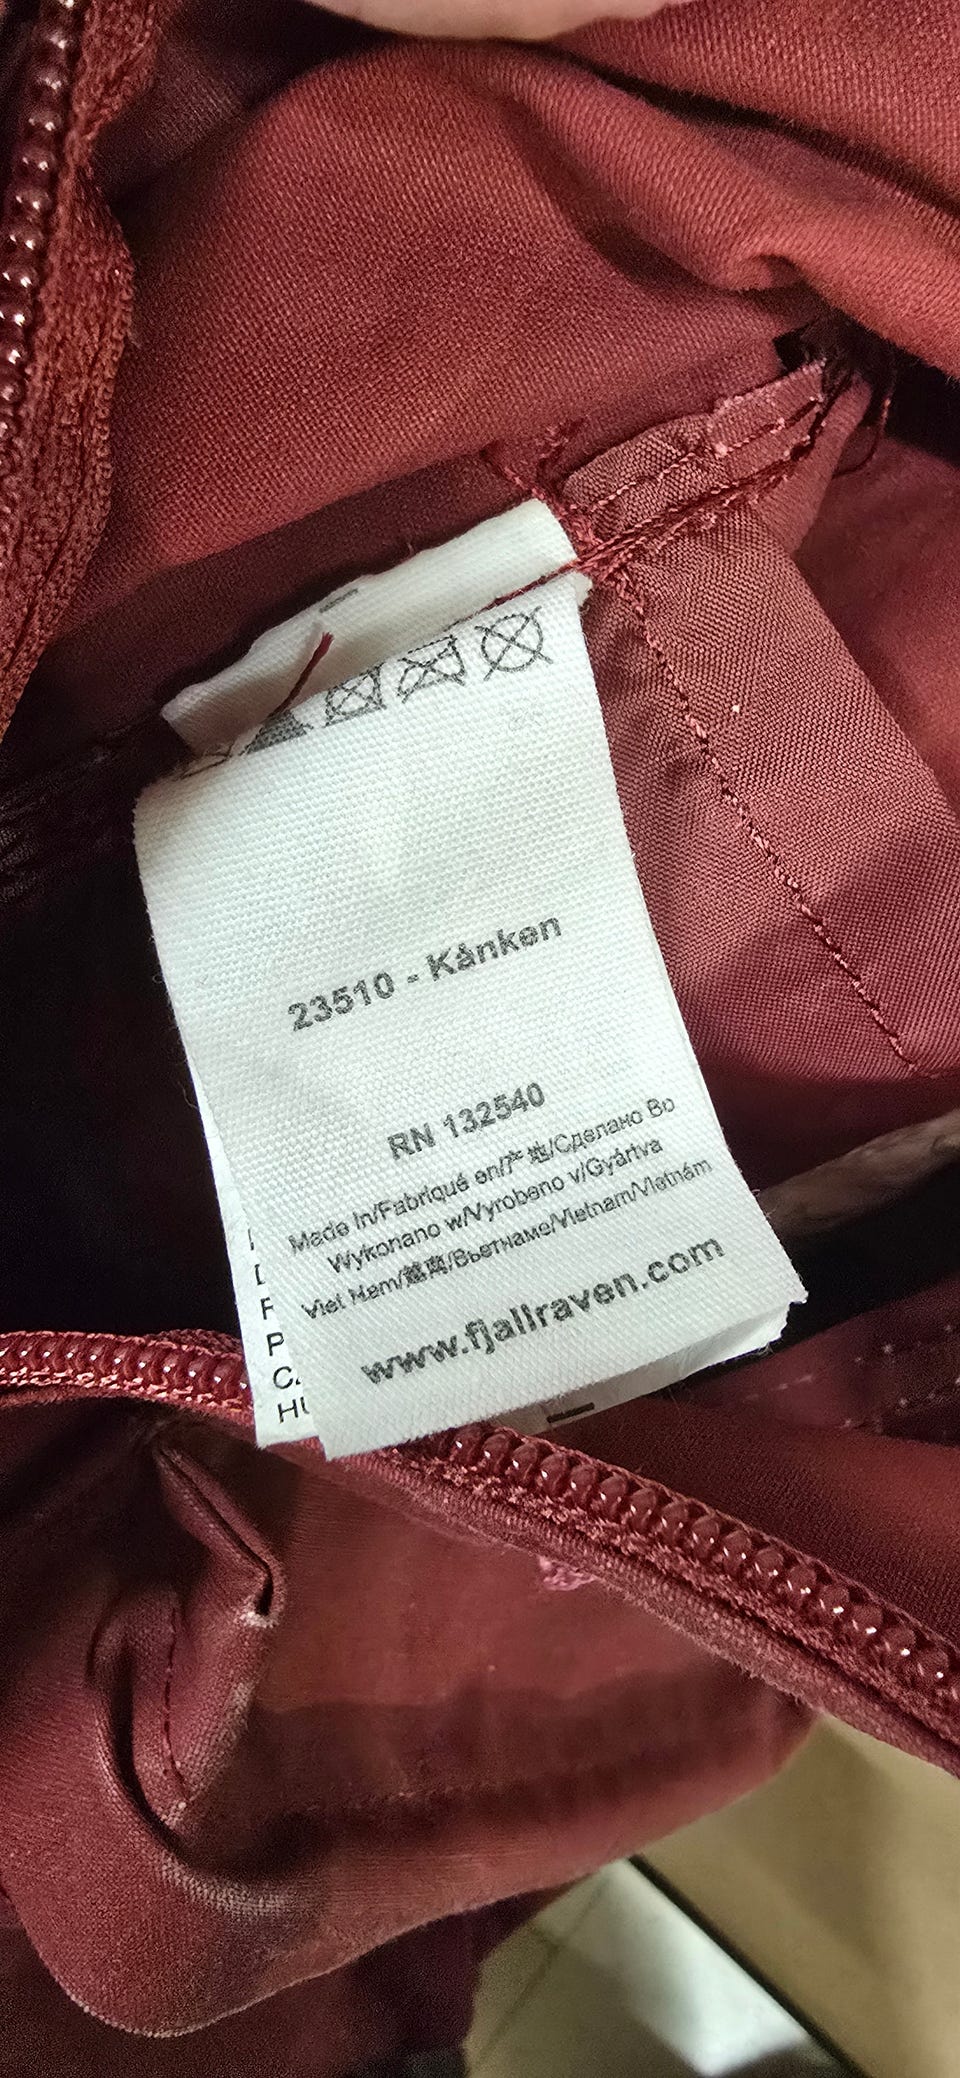 23510 - Kånken
RN 132540
Made in/Fabriqué en/产地/Сделано Во
Wykonano w/Vyrobeno v/Gyártva
Viet Nam/越南/Вьетнаме/Vietnam/Vietnám
www.fjallraven.com
F
P
C
H